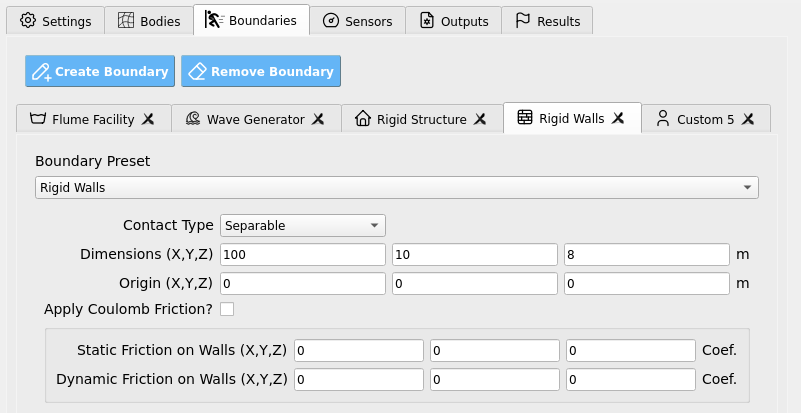 Settings Bodies Boundaries Sensors Outputs Results
Create Boundary Remove Boundary
Flume Facility Wave Generator Rigid Structure Rigid Walls Custom 5
Boundary Preset
Rigid Walls
Contact Type Separable
Dimensions (X,Y,Z) 100 10 8 m
Origin (X,Y,Z) 0 0 0 m
Apply Coulomb Friction?
Static Friction on Walls (X,Y,Z) 0 0 0 Coef.
Dynamic Friction on Walls (X,Y,Z) 0 0 0 Coef.